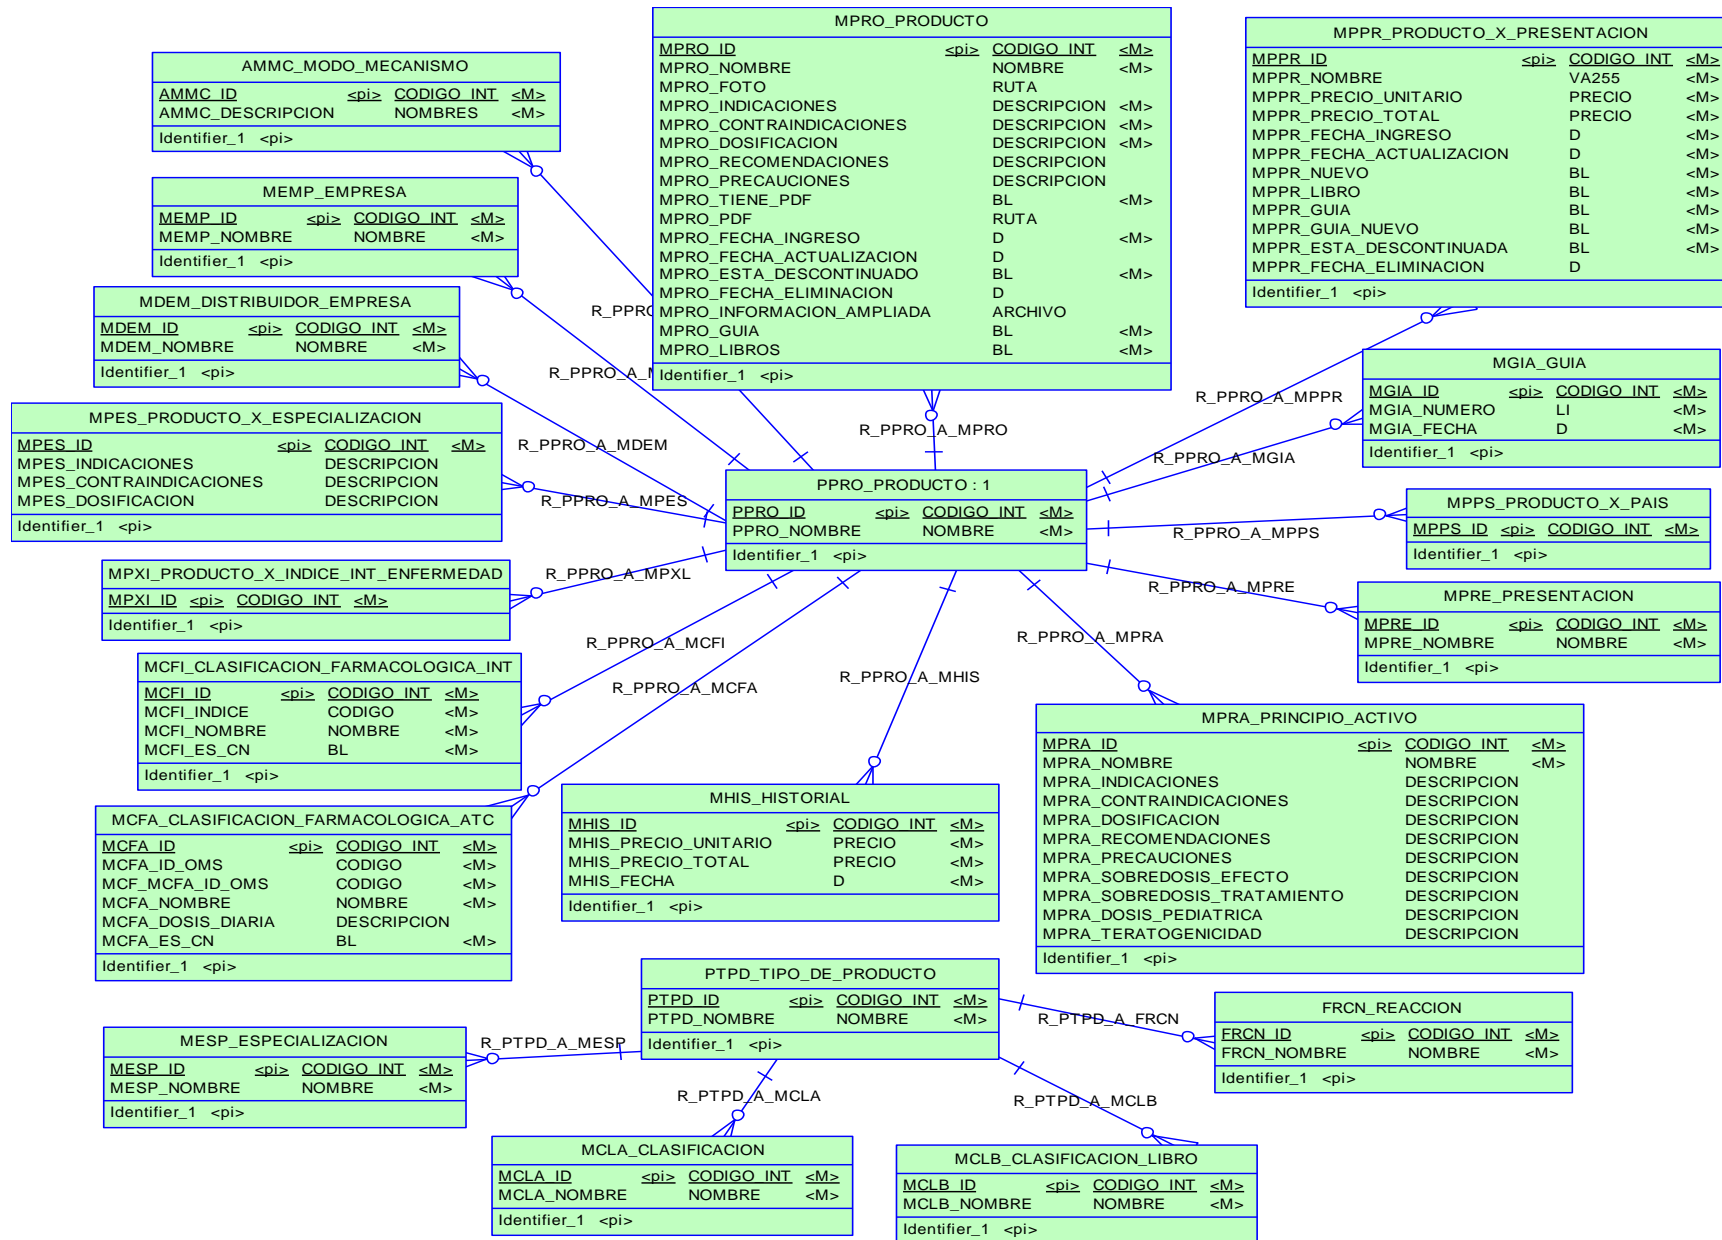 MPRO_PRODUCTO
MPRO_ID <pi> CODIGO_INT <M>
MPRO_NOMBRE NOMBRE <M>
MPRO_FOTO RUTA
MPRO_INDICACIONES DESCRIPCION <M>
MPRO_CONTRAINDICACIONES DESCRIPCION <M>
MPRO_DOSIFICACION DESCRIPCION <M>
MPRO_RECOMENDACIONES DESCRIPCION
MPRO_PRECAUCIONES DESCRIPCION
MPRO_TIENE_PDF BL <M>
MPRO_PDF RUTA
MPRO_FECHA_INGRESO D <M>
MPRO_FECHA_ACTUALIZACION D
MPRO_ESTA_DESCONTINUADO BL <M>
MPRO_FECHA_ELIMINACION D
MPRO_INFORMACION_AMPLIADA ARCHIVO
MPRO_GUIA BL <M>
MPRO_LIBROS BL <M>
Identifier_1 <pi>
MPPR_PRODUCTO_X_PRESENTACION
MPPR_ID <pi> CODIGO_INT <M>
MPPR_NOMBRE VA255 <M>
MPPR_PRECIO_UNITARIO PRECIO <M>
MPPR_PRECIO_TOTAL PRECIO <M>
MPPR_FECHA_INGRESO D <M>
MPPR_FECHA_ACTUALIZACION D <M>
MPPR_NUEVO BL <M>
MPPR_LIBRO BL <M>
MPPR_GUIA BL <M>
MPPR_GUIA_NUEVO BL <M>
MPPR_ESTA_DESCONTINUADA BL <M>
MPPR_FECHA_ELIMINACION D
Identifier_1 <pi>
AMMC_MODO_MECANISMO
AMMC_ID <pi> CODIGO_INT <M>
AMMC_DESCRIPCION NOMBRES <M>
Identifier_1 <pi>
MEMP_EMPRESA
MEMP_ID <pi> CODIGO_INT <M>
MEMP_NOMBRE NOMBRE <M>
Identifier_1 <pi>
MDEM_DISTRIBUIDOR_EMPRESA
MDEM_ID <pi> CODIGO_INT <M>
MDEM_NOMBRE NOMBRE <M>
Identifier_1 <pi>
R_PPRO
R_PPRO_A_M
R_PPRO_A_MDEM
R_PPRO_A_MPES
R_PPRO_A_MPRO
R_PPRO_A_MPPR
R_PPRO_A_MGIA
MGIA_GUIA
MGIA_ID <pi> CODIGO_INT <M>
MGIA_NUMERO LI <M>
MGIA_FECHA D <M>
Identifier_1 <pi>
MPES_PRODUCTO_X_ESPECIALIZACION
MPES_ID <pi> CODIGO_INT <M>
MPES_INDICACIONES DESCRIPCION
MPES_CONTRAINDICACIONES DESCRIPCION
MPES_DOSIFICACION DESCRIPCION
Identifier_1 <pi>
PPRO_PRODUCTO : 1
PPRO_ID <pi> CODIGO_INT <M>
PPRO_NOMBRE NOMBRE <M>
Identifier_1 <pi>
R_PPRO_A_MPPS
MPPS_PRODUCTO_X_PAIS
MPPS_ID <pi> CODIGO_INT <M>
Identifier_1 <pi>
MPXI_PRODUCTO_X_INDICE_INT_ENFERMEDAD
MPXI_ID <pi> CODIGO_INT <M>
Identifier_1 <pi>
R_PPRO_A_MPXL
R_PPRO_A_MPRE
MPRE_PRESENTACION
MPRE_ID <pi> CODIGO_INT <M>
MPRE_NOMBRE NOMBRE <M>
Identifier_1 <pi>
R_PPRO_A_MCFI
R_PPRO_A_MCFA
R_PPRO_A_MHIS
R_PPRO_A_MPRA
MCFI_CLASIFICACION_FARMACOLOGICA_INT
MCFI_ID <pi> CODIGO_INT <M>
MCFI_INDICE CODIGO <M>
MCFI_NOMBRE NOMBRE <M>
MCFI_ES_CN BL <M>
Identifier_1 <pi>
MCFA_CLASIFICACION_FARMACOLOGICA_ATC
MCFA_ID <pi> CODIGO_INT <M>
MCFA_ID_OMS CODIGO <M>
MCF_MCFA_ID_OMS CODIGO <M>
MCFA_NOMBRE NOMBRE <M>
MCFA_DOSIS_DIARIA DESCRIPCION
MCFA_ES_CN BL <M>
Identifier_1 <pi>
MHIS_HISTORIAL
MHIS_ID <pi> CODIGO_INT <M>
MHIS_PRECIO_UNITARIO PRECIO <M>
MHIS_PRECIO_TOTAL PRECIO <M>
MHIS_FECHA D <M>
Identifier_1 <pi>
MPRA_PRINCIPIO_ACTIVO
MPRA_ID <pi> CODIGO_INT <M>
MPRA_NOMBRE NOMBRE <M>
MPRA_INDICACIONES DESCRIPCION
MPRA_CONTRAINDICACIONES DESCRIPCION
MPRA_DOSIFICACION DESCRIPCION
MPRA_RECOMENDACIONES DESCRIPCION
MPRA_PRECAUCIONES DESCRIPCION
MPRA_SOBREDOSIS_EFECTO DESCRIPCION
MPRA_SOBREDOSIS_TRATAMIENTO DESCRIPCION
MPRA_DOSIS_PEDIATRICA DESCRIPCION
MPRA_TERATOGENICIDAD DESCRIPCION
Identifier_1 <pi>
PTPD_TIPO_DE_PRODUCTO
PTPD_ID <pi> CODIGO_INT <M>
PTPD_NOMBRE NOMBRE <M>
Identifier_1 <pi>
R_PTPD_A_FRCN
FRCN_REACCION
FRCN_ID <pi> CODIGO_INT <M>
FRCN_NOMBRE NOMBRE <M>
Identifier_1 <pi>
MESP_ESPECIALIZACION
MESP_ID <pi> CODIGO_INT <M>
MESP_NOMBRE NOMBRE <M>
Identifier_1 <pi>
R_PTPD_A_MESP
R_PTPD_A_MCLA
R_PTPD_A_MCLB
MCLA_CLASIFICACION
MCLA_ID <pi> CODIGO_INT <M>
MCLA_NOMBRE NOMBRE <M>
Identifier_1 <pi>
MCLB_CLASIFICACION_LIBRO
MCLB_ID <pi> CODIGO_INT <M>
MCLB_NOMBRE NOMBRE <M>
Identifier_1 <pi>